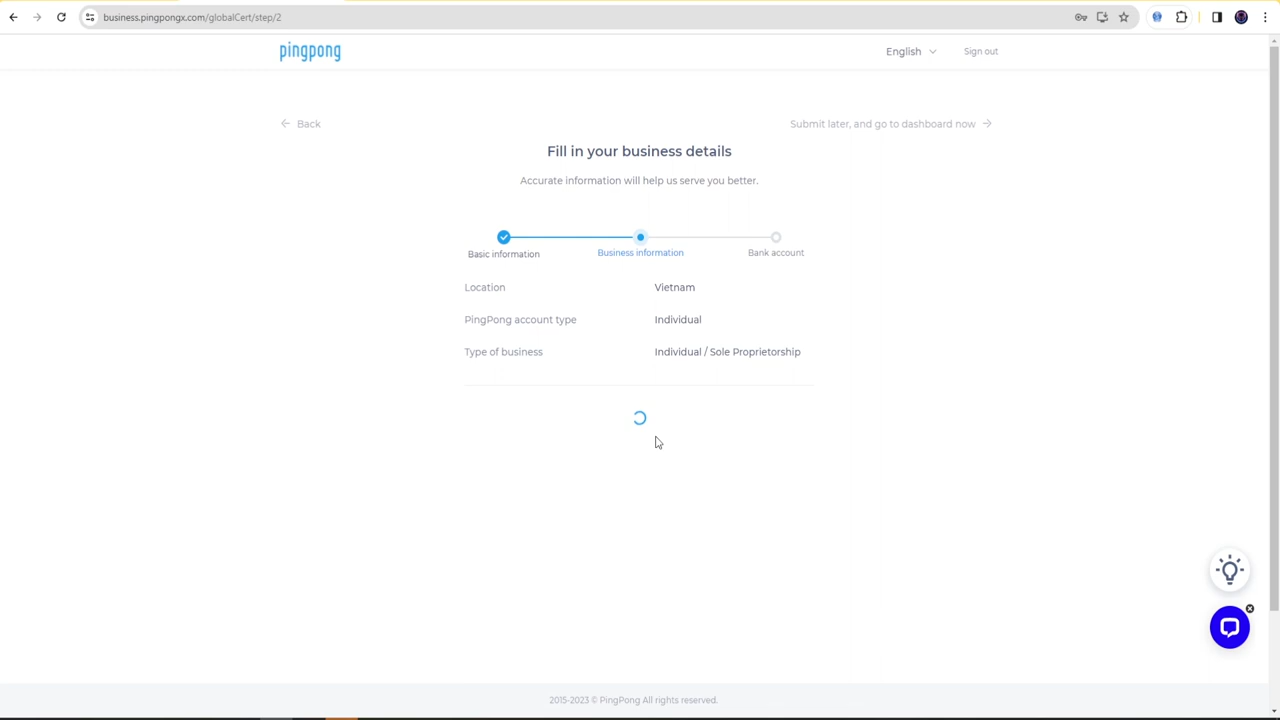 business.pingpongx.com/globalCert/step/2
pingpong
English
Sign out
Back
Submit later, and go to dashboard now
Fill in your business details
Accurate information will help us serve you better.
Basic information
Business information
Bank account
Location
Vietnam
PingPong account type
Individual
Type of business
Individual / Sole Proprietorship
2015-2023 © PingPong All rights reserved.